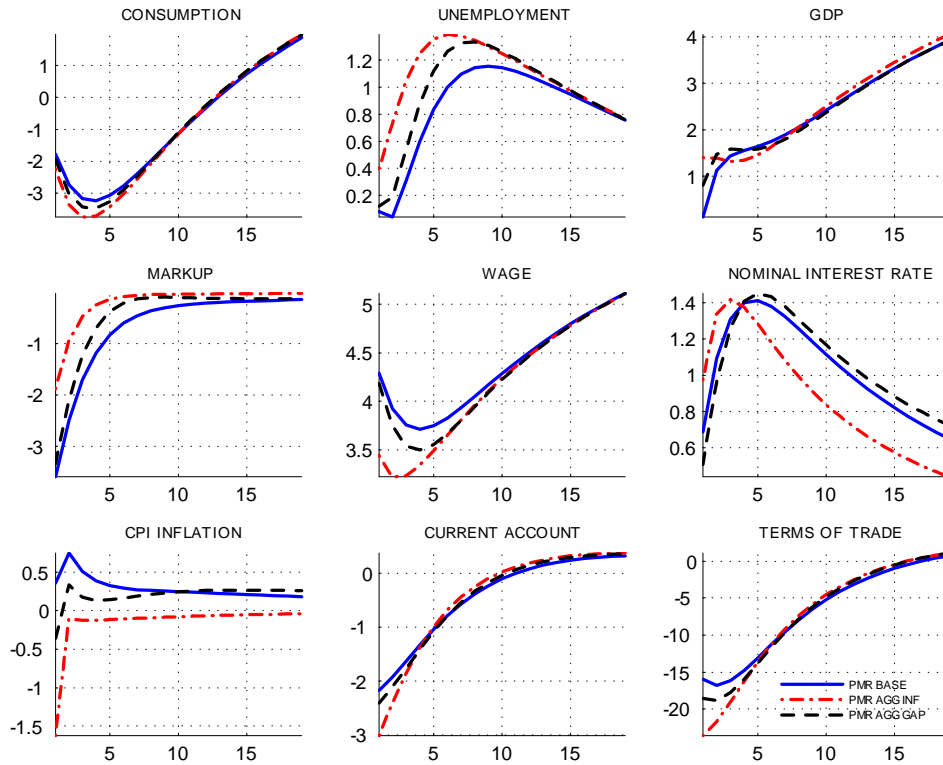 CONSUMPTION
1
0
-1
-2
-3
5 10 15
UNEMPLOYMENT
1.2
1
0.8
0.6
0.4
0.2
5 10 15
GDP
4
3
2
1
5 10 15
MARKUP
-1
-2
-3
5 10 15
WAGE
5
4.5
4
3.5
5 10 15
NOMINAL INTEREST RATE
1.4
1.2
1
0.8
0.6
5 10 15
CPI INFLATION
0.5
0
-0.5
-1
-1.5
5 10 15
CURRENT ACCOUNT
0
-1
-2
-3
5 10 15
TERMS OF TRADE
0
-5
-10
-15
-20
PMR BASE
PMR AGG INF
PMR AGG GAP
5 10 15